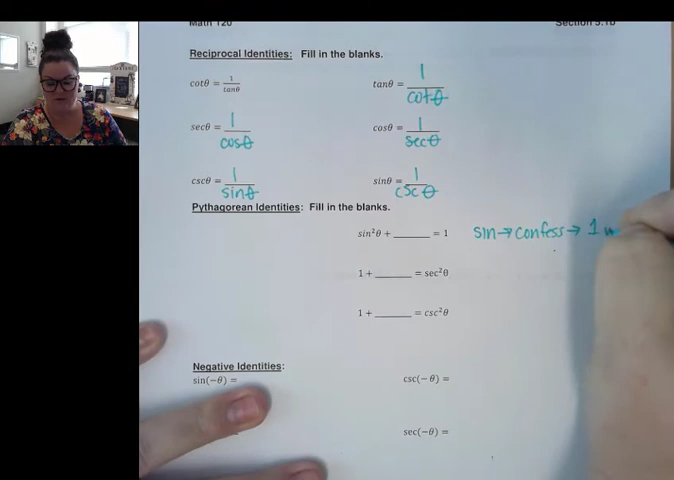 Math 120 Section 5.1b
Reciprocal Identities: Fill in the blanks.
cotθ = 1/tanθ tanθ = 1/cotθ
secθ = 1/cosθ cosθ = 1/secθ
cscθ = 1/sinθ sinθ = 1/cscθ
Pythagorean Identities: Fill in the blanks.
sin²θ + ______ = 1 sin → confess → 1
1 + ______ = sec²θ
1 + ______ = csc²θ
Negative Identities:
sin(−θ) = csc(−θ) =
sec(−θ) =